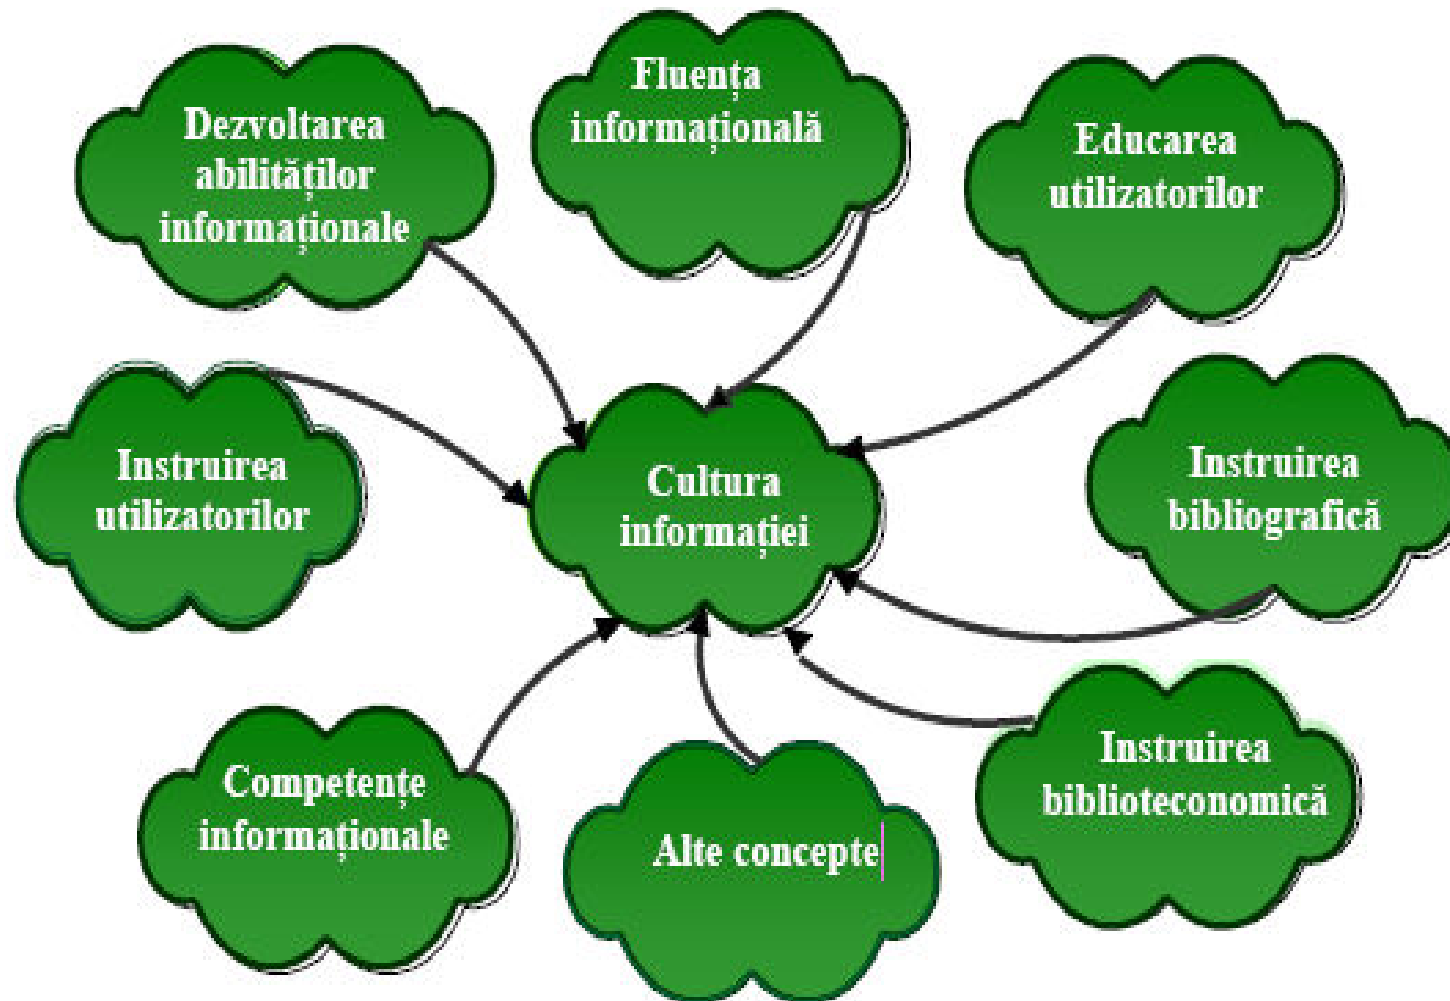 Dezvoltarea
abilităților
informaționale
Fluența
informațională
Educarea
utilizatorilor
Instruirea
utilizatorilor
Cultura
informației
Instruirea
bibliografică
Competențe
informaționale
Alte concepte
Instruirea
biblioteconomică